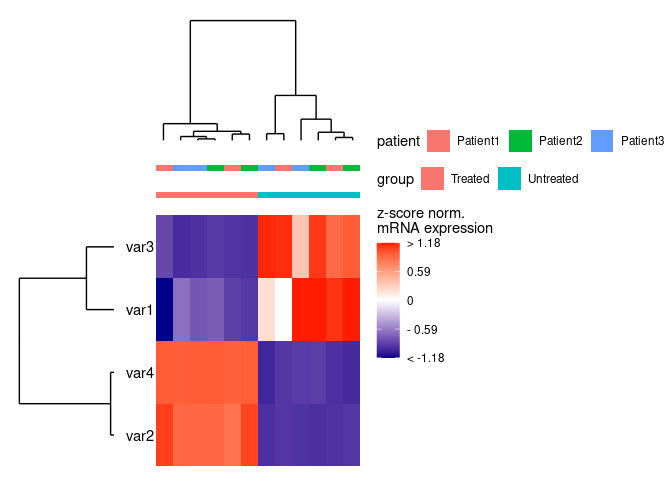 patient Patient1 Patient2 Patient3
group Treated Untreated
z-score norm.
mRNA expression
> 1.18
0.59
0
- 0.59
< -1.18
var3
var1
var4
var2